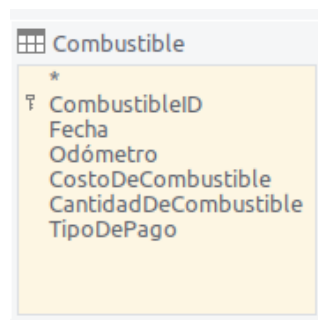 Combustible
*
CombustibleID
Fecha
Odómetro
CostoDeCombustible
CantidadDeCombustible
TipoDePago